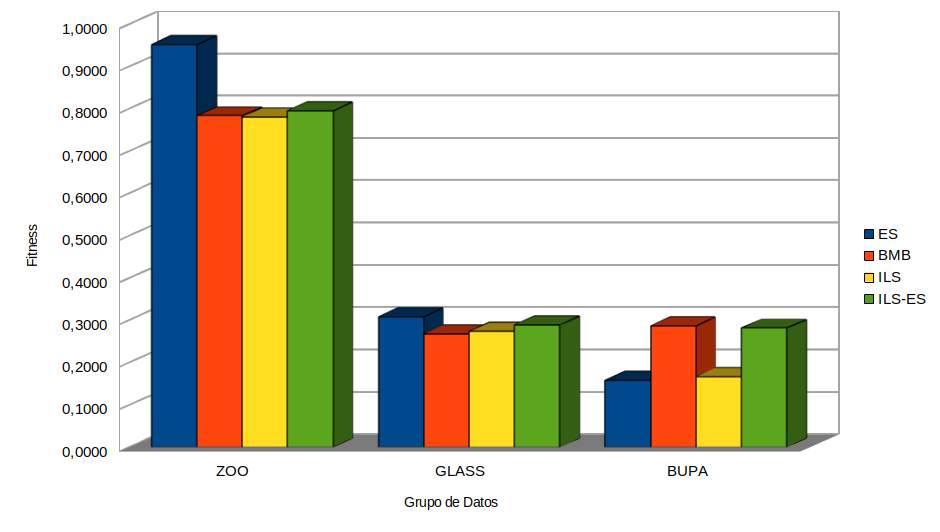 1,0000
0,9000
0,8000
0,7000
0,6000
0,5000
0,4000
0,3000
0,2000
0,1000
0,0000
Fitness
ZOO
GLASS
BUPA
Grupo de Datos
ES
BMB
ILS
ILS-ES